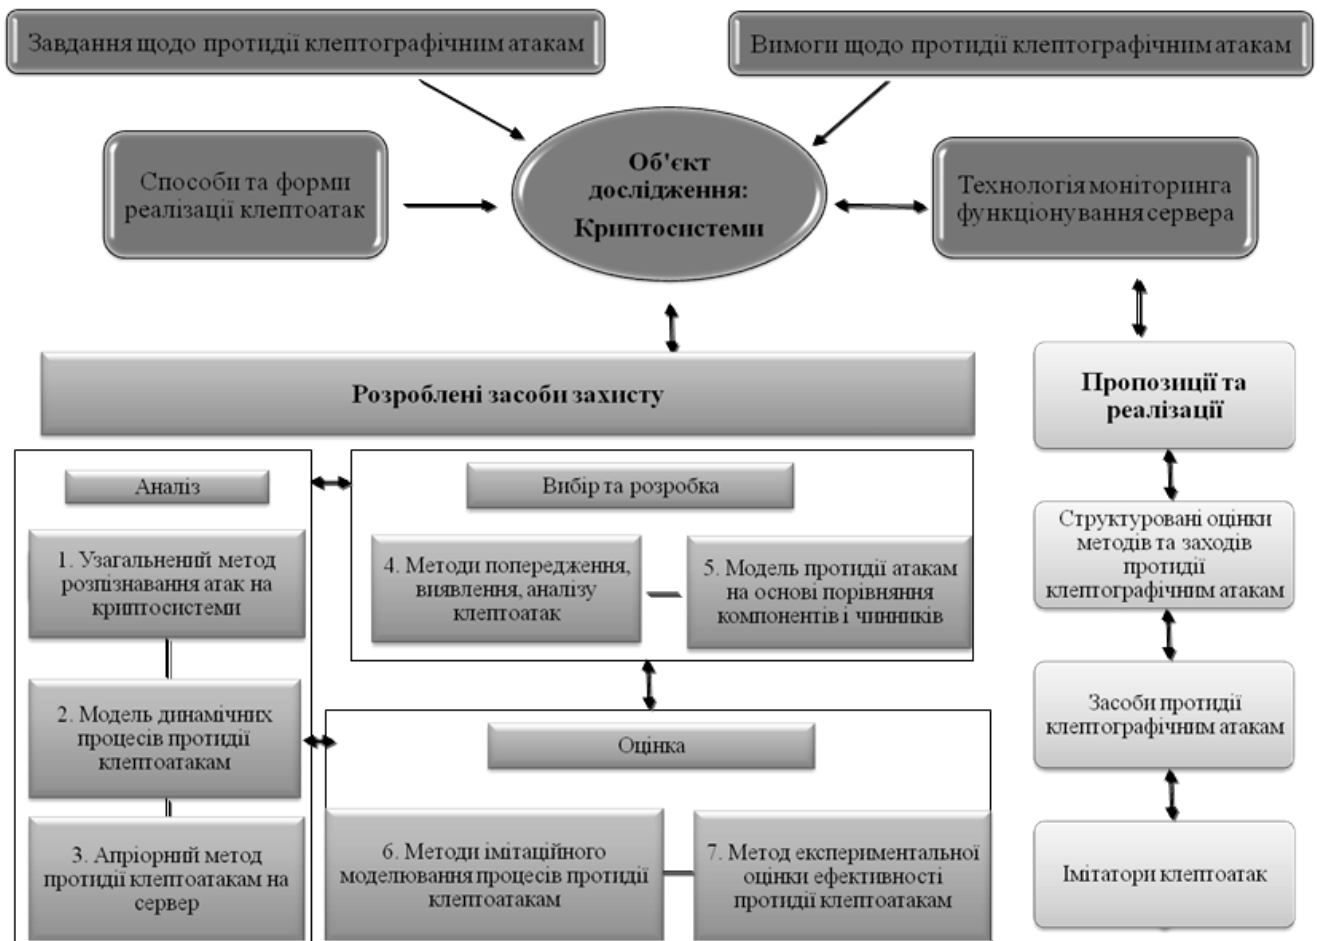 Завдання щодо протидії клептографічним атакам
Вимоги щодо протидії клептографічним атакам
Способи та форми
реалізації клептоатак
Об'єкт
дослідження:
Криптосистеми
Технологія моніторинга
функціонування сервера
Розроблені засоби захисту
Пропозиції та
реалізації
Аналіз
1. Узагальнений метод
розпізнавання атак на
криптосистеми
2. Модель динамічних
процесів протидії
клептоатакам
3. Апріорний метод
протидії клептоатакам на
сервер
Вибір та розробка
4. Методи попередження,
виявлення, аналізу
клептоатак
5. Модель протидії атакам
на основі порівняння
компонентів і чинників
Оцінка
6. Методи імітаційного
моделювання процесів протидії
клептоатакам
7. Метод експериментальної
оцінки ефективності
протидії клептоатакам
Структуровані оцінки
методів та заходів
протидії
клептографічним атакам
Засоби протидії
клептографічним атакам
Імітатори клептоатак